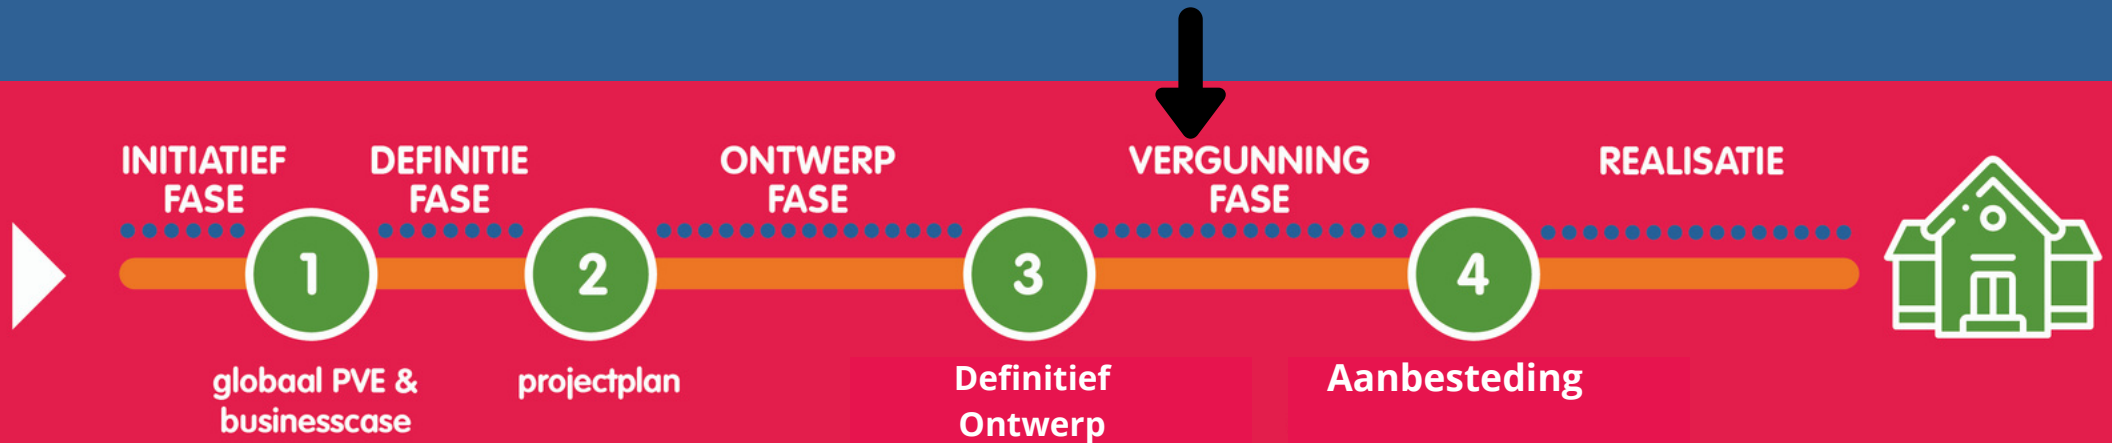 INITIATIEF
FASE
DEFINITIE
FASE
ONTWERP
FASE
VERGUNNING
FASE
REALISATIE
1
2
3
4
globaal PVE &
businesscase
projectplan
Definitief
Ontwerp
Aanbesteding